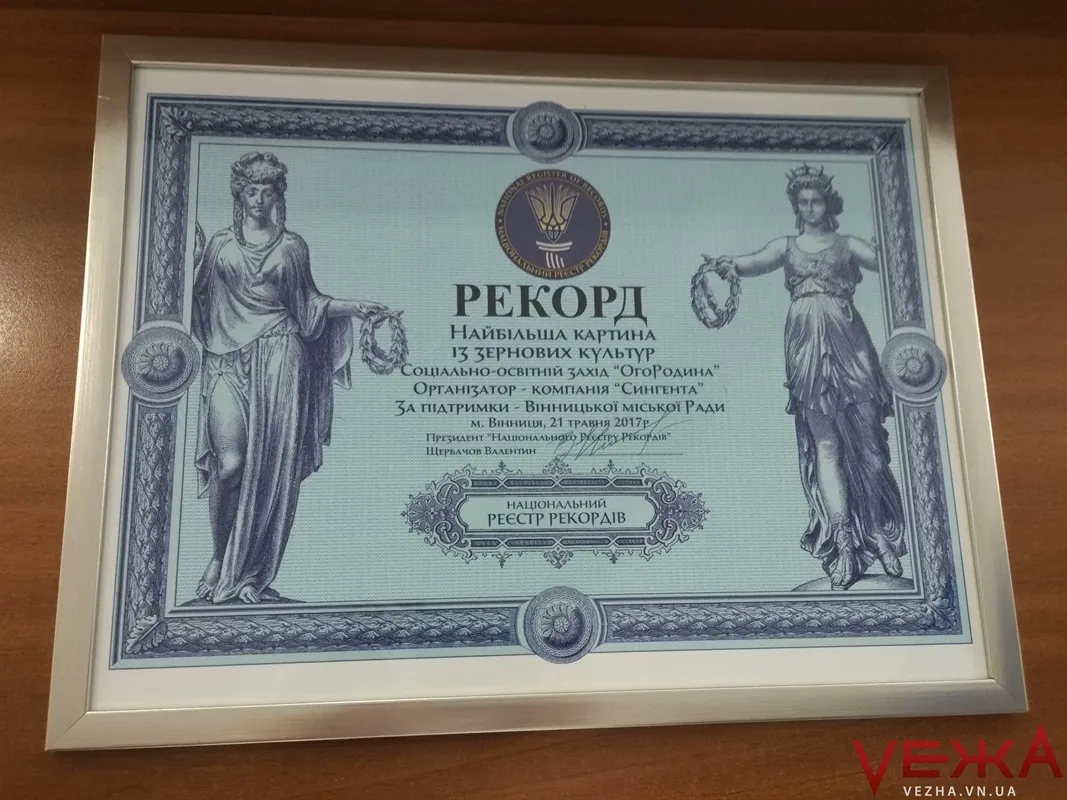 NATIONAL REGISTER OF RECORDS
НАЦІОНАЛЬНИЙ РЕЄСТР РЕКОРДІВ
РЕКОРД
НАЙБІЛЬША КАРТИНА
ІЗ ЗЕРНОВИХ КУЛЬТУР
СОЦІАЛЬНО-ОСВІТНІЙ ЗАХІД "ОГОРОДИНА"
ОРГАНІЗАТОР - КОМПАНІЯ "СИНГЕНТА"
ЗА ПІДТРИМКИ - ВІННИЦЬКОЇ МІСЬКОЇ РАДИ
М. ВІННИЦЯ, 21 ТРАВНЯ 2017Р
ПРЕЗИДЕНТ "НАЦІОНАЛЬНОГО РЕЄСТРУ РЕКОРДІВ"
ЩЕРБАЧОВ ВАЛЕНТИН
НАЦІОНАЛЬНИЙ
РЕЄСТР РЕКОРДІВ
VЕЖА
VEZHA.VN.UA